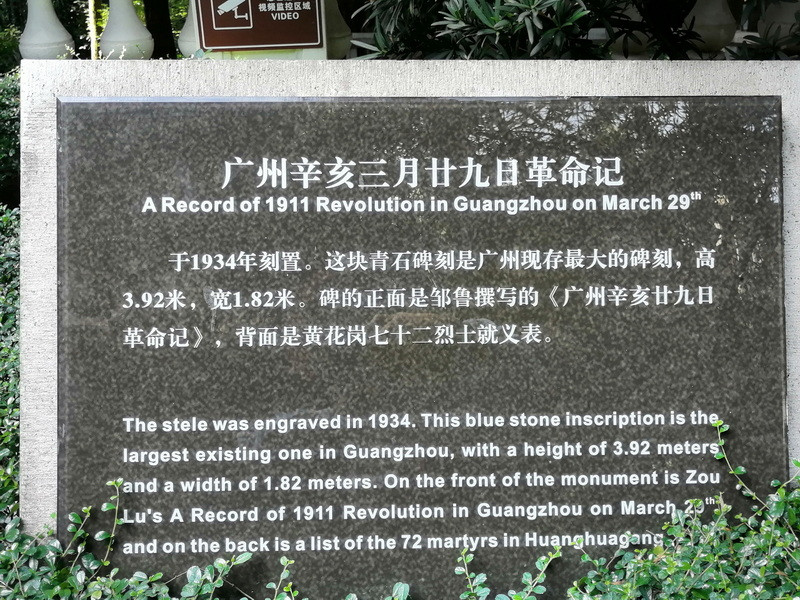 视频监控区域
VIDEO
广州辛亥三月廿九日革命记
A Record of 1911 Revolution in Guangzhou on March 29th
于1934年刻置。这块青石碑刻是广州现存最大的碑刻，高
3.92米，宽1.82米。碑的正面是邹鲁撰写的《广州辛亥廿九日
革命记》，背面是黄花岗七十二烈士就义表。
The stele was engraved in 1934. This blue stone inscription is the
largest existing one in Guangzhou, with a height of 3.92 meters
and a width of 1.82 meters. On the front of the monument is Zou
Lu's A Record of 1911 Revolution in Guangzhou on March 29th
and on the back is a list of the 72 martyrs in Huanghuagang